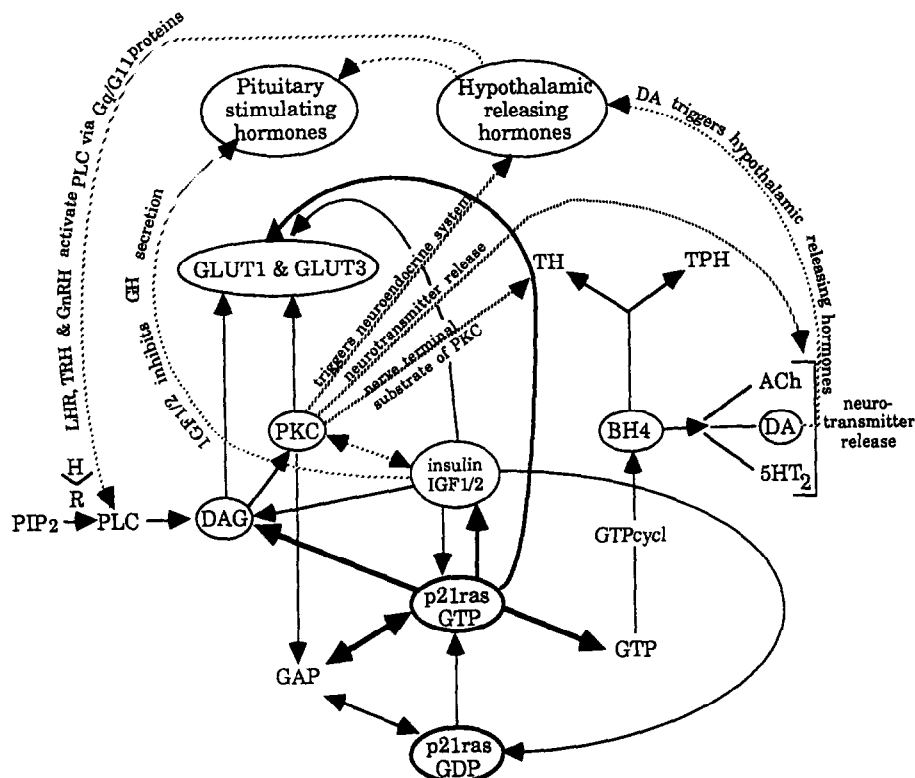 LHR, TRH & GnRH activate PLC via Gq/G11 proteins
Pituitary
stimulating
hormones
Hypothalamic
releasing
hormones
DA triggers hypothalamic releasing hormones
IGF1/2 inhibits GH secretion
GLUT1 & GLUT3
triggers neuroendocrine system
neurotransmitter release
nerve terminal
substrate of PKC
TH
TPH
ACh
DA
5HT2
neuro-
transmitter
release
PKC
BH4
insulin
IGF1/2
H
R
PIP2
PLC
DAG
GTPcycl
p21ras
GTP
GTP
GAP
p21ras
GDP